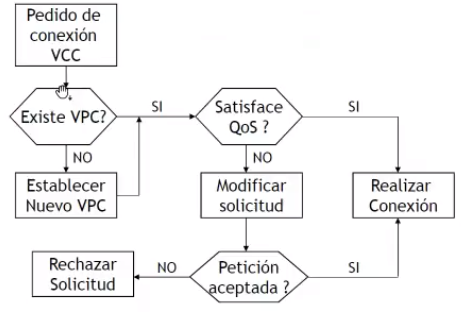 Pedido de
conexión
VCC
Existe VPC?
SI
Satisface
QoS ?
SI
NO
NO
Establecer
Nuevo VPC
Modificar
solicitud
Realizar
Conexión
Rechazar
Solicitud
NO
Petición
aceptada ?
SI